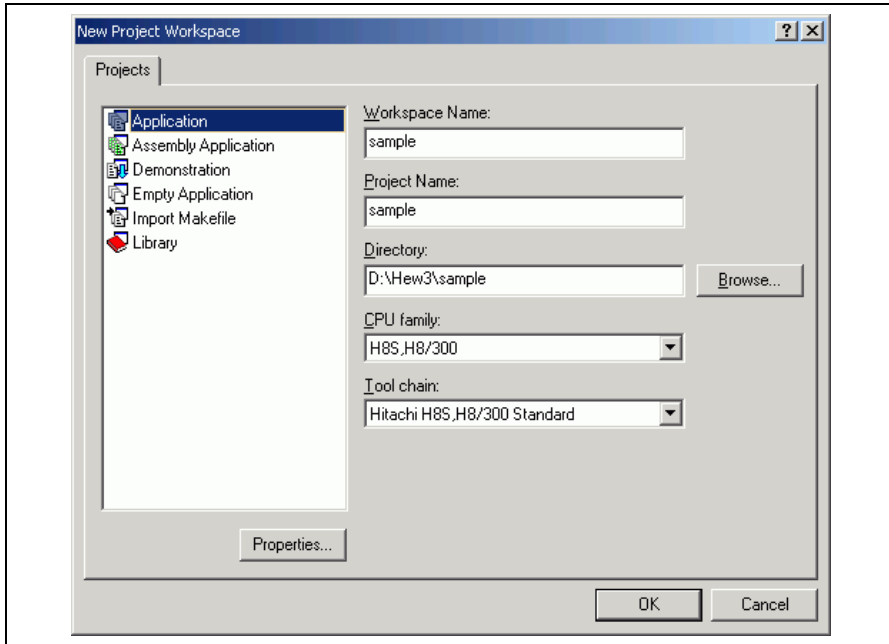 New Project Workspace
Projects
Application
Assembly Application
Demonstration
Empty Application
Import Makefile
Library
Properties...
Workspace Name:
sample
Project Name:
sample
Directory:
D:\Hew3\sample
Browse...
CPU family:
H8S,H8/300
Tool chain:
Hitachi H8S,H8/300 Standard
OK
Cancel